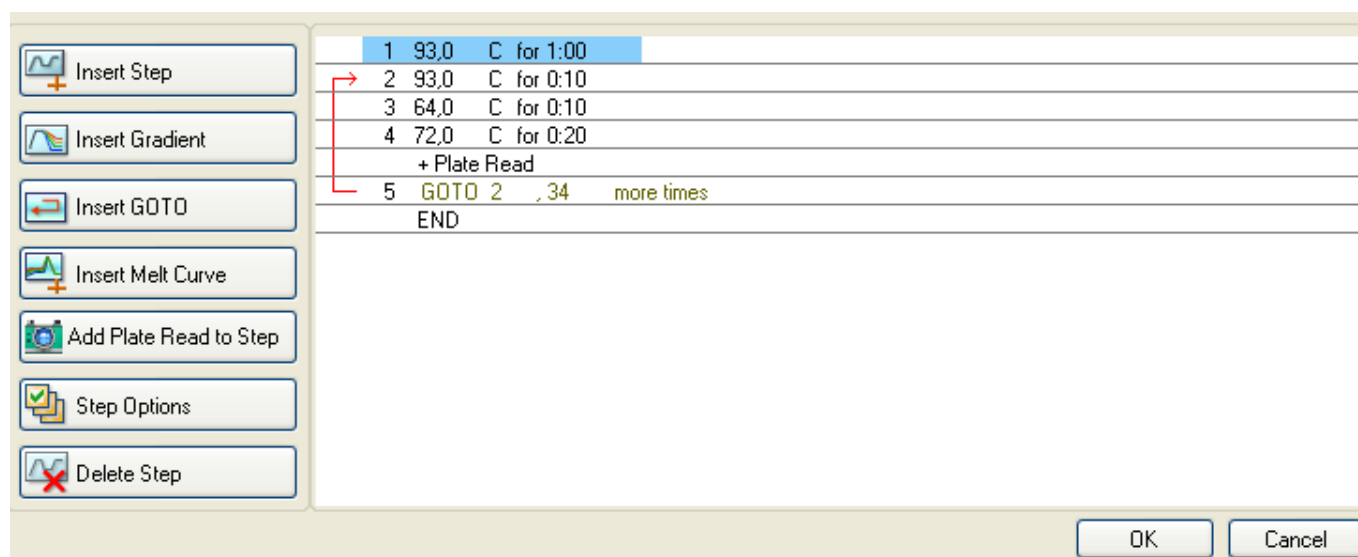 Insert Step
Insert Gradient
Insert GOTO
Insert Melt Curve
Add Plate Read to Step
Step Options
Delete Step
1 93,0 C for 1:00
2 93,0 C for 0:10
3 64,0 C for 0:10
4 72,0 C for 0:20
+ Plate Read
5 GOTO 2 , 34 more times
END
OK
Cancel